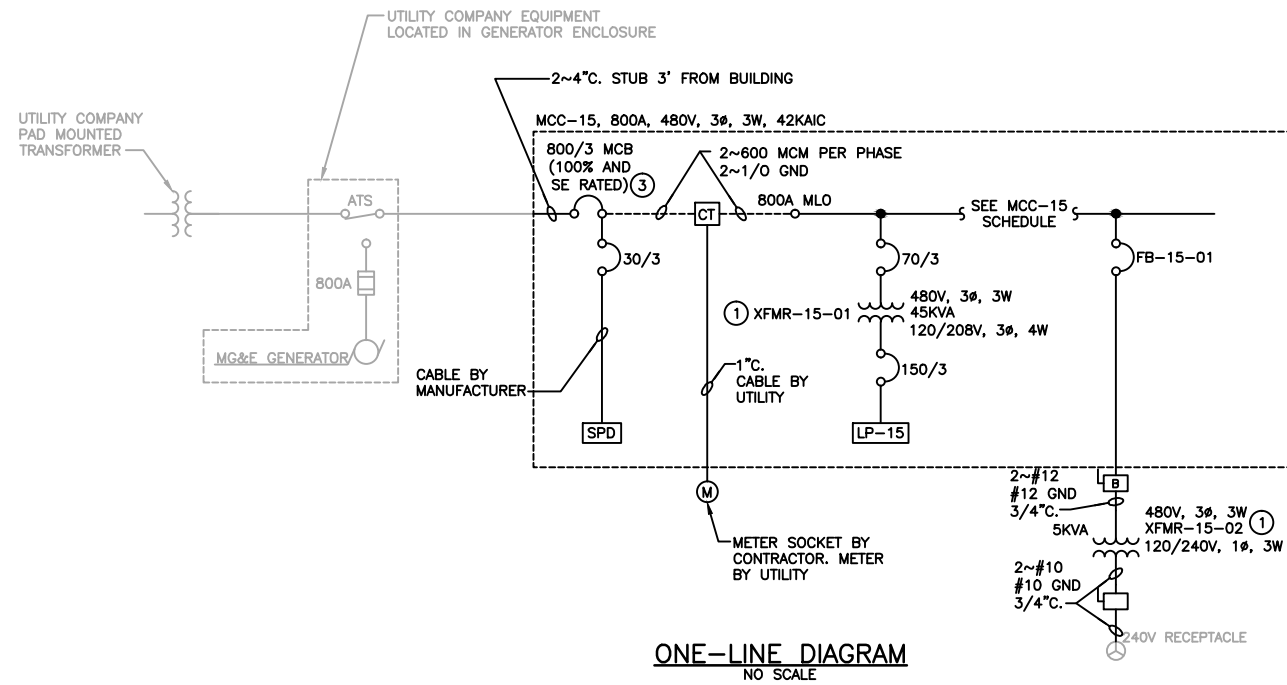 UTILITY COMPANY EQUIPMENT
LOCATED IN GENERATOR ENCLOSURE
2~4"C. STUB 3' FROM BUILDING
UTILITY COMPANY
PAD MOUNTED
TRANSFORMER
MCC-15, 800A, 480V, 3ø, 3W, 42KAIC
800/3 MCB
(100% AND
SE RATED) 3
2~600 MCM PER PHASE
2~1/0 GND
ATS
CT
800A MLO
SEE MCC-15
SCHEDULE
800A
30/3
70/3
FB-15-01
1 XFMR-15-01
480V, 3ø, 3W
45KVA
120/208V, 3ø, 4W
MG&E GENERATOR
CABLE BY
MANUFACTURER
1"C.
CABLE BY
UTILITY
150/3
SPD
LP-15
M
METER SOCKET BY
CONTRACTOR. METER
BY UTILITY
2~#12
#12 GND
3/4"C.
B
5KVA
480V, 3ø, 3W
XFMR-15-02 1
120/240V, 1ø, 3W
2~#10
#10 GND
3/4"C.
240V RECEPTACLE
ONE-LINE DIAGRAM
NO SCALE